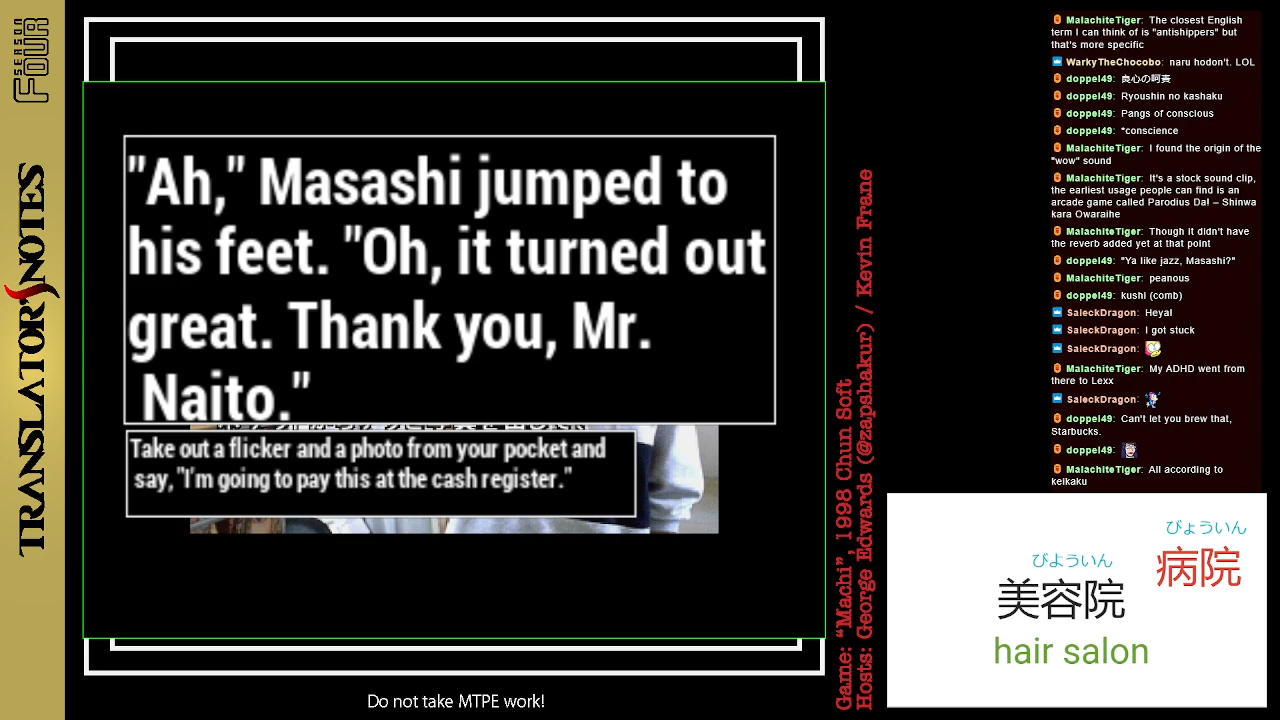 SEASON
FOUR
TRANSLATOR'S NOTES
"Ah," Masashi jumped to
his feet. "Oh, it turned out
great. Thank you, Mr.
Naito."
Take out a flicker and a photo from your pocket and
say, "I'm going to pay this at the cash register."
Game: "Machi", 1998 Chun Soft
Hosts: George Edwards (@zapshakur) / Kevin Frane
Do not take MTPE work!
MalachiteTiger: The closest English
term I can think of is "antishippers" but
that's more specific
WarkyTheChocobo: naru hodon't. LOL
doppel49: 良心の呵責
doppel49: Ryoushin no kashaku
doppel49: Pangs of conscious
doppel49: *conscience
MalachiteTiger: I found the origin of the
"wow" sound
MalachiteTiger: It's a stock sound clip,
the earliest usage people can find is an
arcade game called Parodius Da! – Shinwa
kara Owaraihe
MalachiteTiger: Though it didn't have
the reverb added to it at that point
doppel49: "Ya like jazz, Masashi?"
MalachiteTiger: peanous
doppel49: kushi (comb)
SaleckDragon: Heya!
SaleckDragon: I got stuck
SaleckDragon:
MalachiteTiger: My ADHD went from
there to Lexx
SaleckDragon:
doppel49: Can't let you brew that,
Starbucks.
doppel49:
MalachiteTiger: All according to
keikaku
びょういん
病院
びよういん
美容院
hair salon